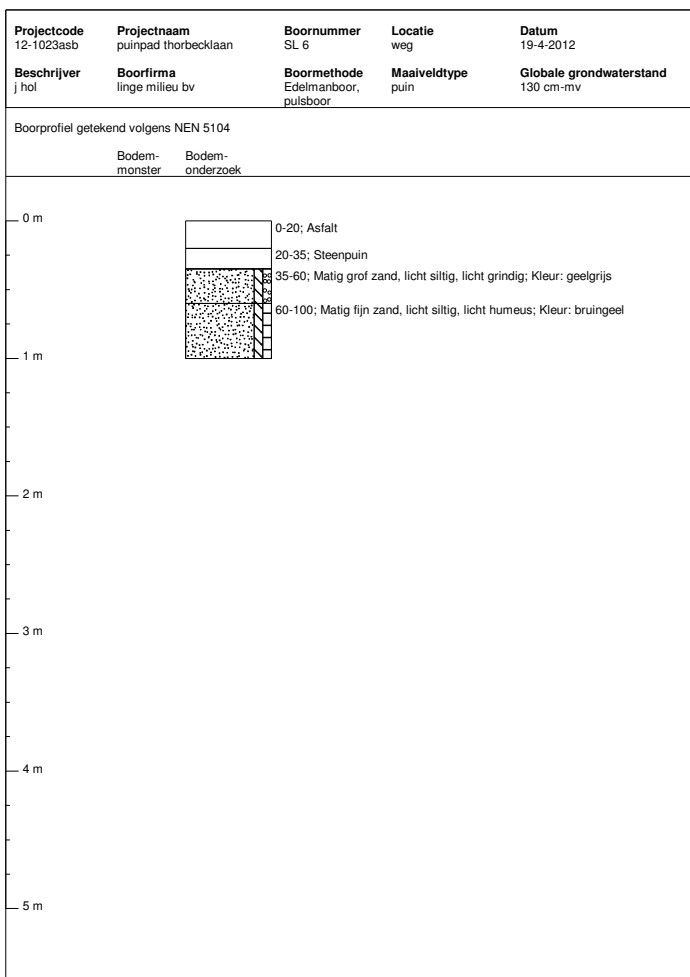 Projectcode Projectnaam Boornummer Locatie Datum
12-1023asb puinpad thorbecklaan SL 6 weg 19-4-2012
Beschrijver Boorfirma Boormethode Maaiveldtype Globale grondwaterstand
j hol linge milieu bv Edelmanboor, puin 130 cm-mv
pulsboor
Boorprofiel getekend volgens NEN 5104
Bodem- Bodem-
monster onderzoek
0 m
0-20; Asfalt
20-35; Steenpuin
35-60; Matig grof zand, licht siltig, licht grindig; Kleur: geelgrijs
60-100; Matig fijn zand, licht siltig, licht humeus; Kleur: bruingeel
1 m
2 m
3 m
4 m
5 m